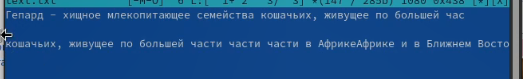 text.txt [-M-O] 6 L:[ 1+ 2 3/ 3] *(147 / 285b) 1080 0x438 [*][X]
Гепард – хищное млекопитающее семейства кошачьих, живущее по большей час
кошачьих, живущее по большей части части части в АфрикеАфрике и в Ближнем Восто